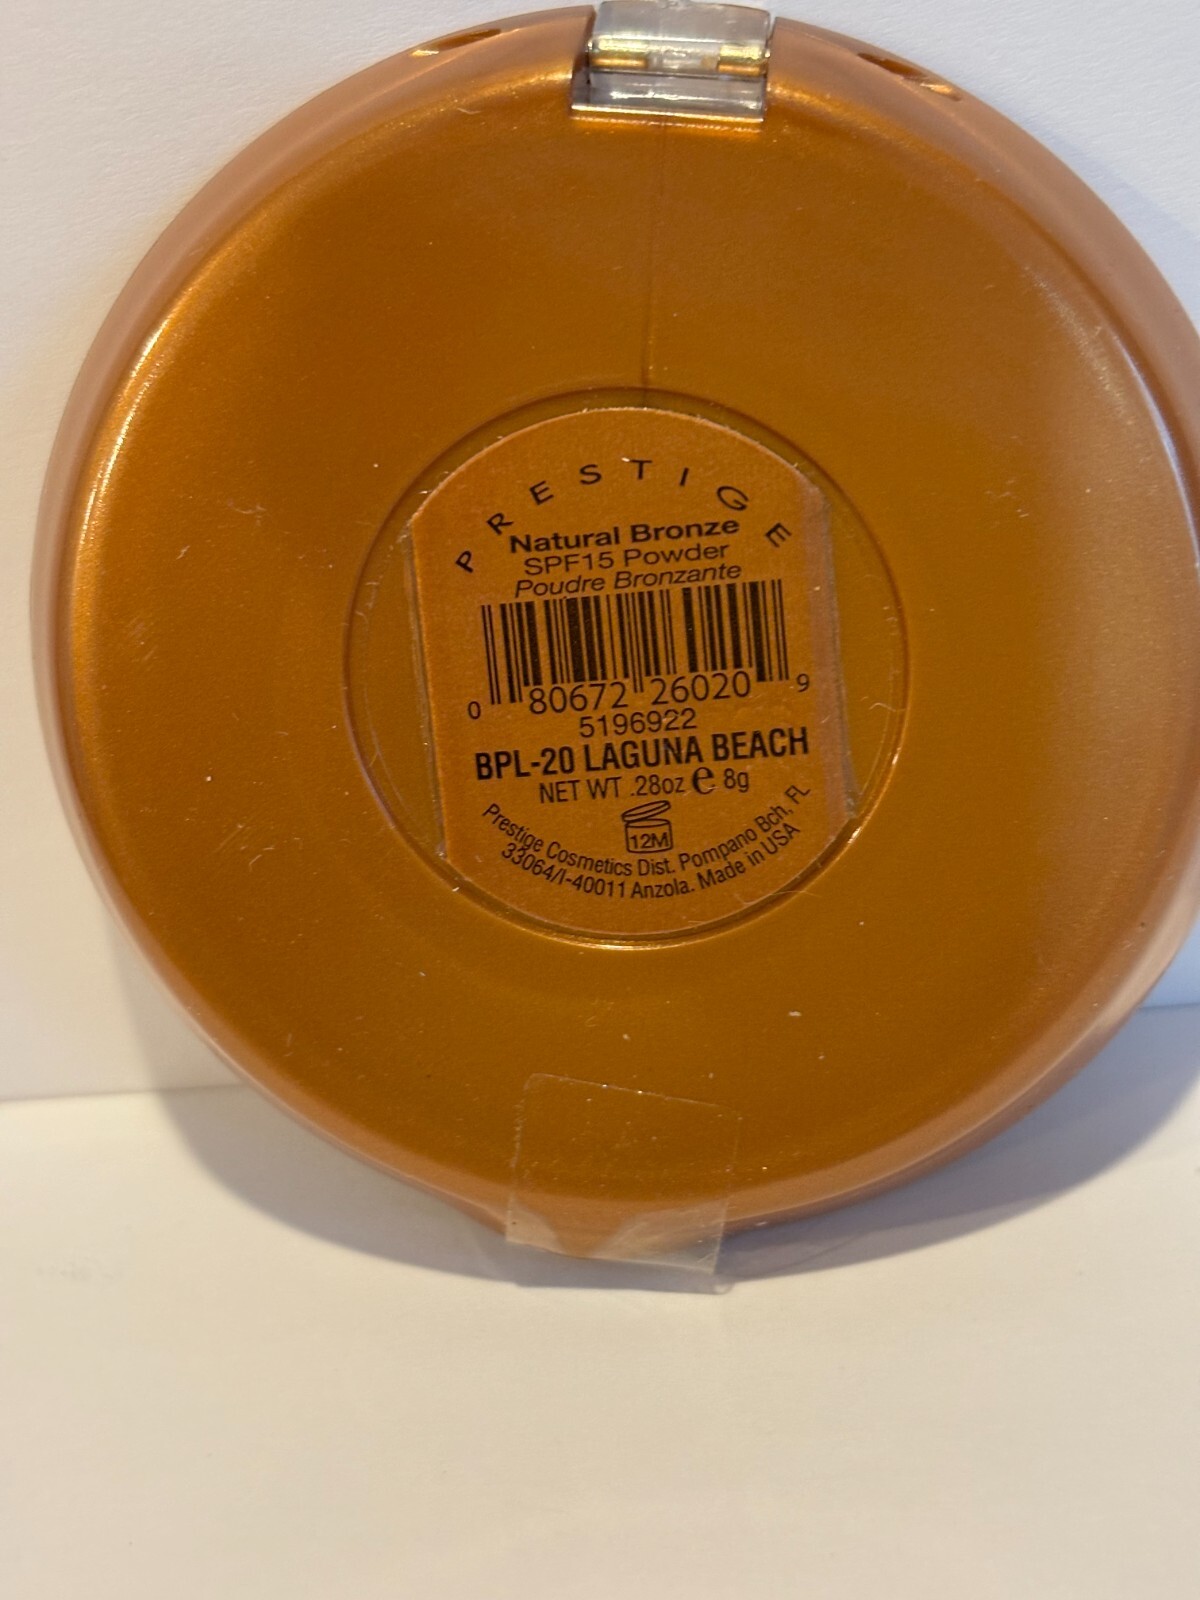 PRESTIGE
Natural Bronze
SPF15 Powder
Poudre Bronzante
0 80672 26020 9
5196922
BPL-20 LAGUNA BEACH
NET WT .28oz e 8g
12M
Prestige Cosmetics Dist. Pompano Bch, FL
33064/I-40011 Anzola. Made in USA